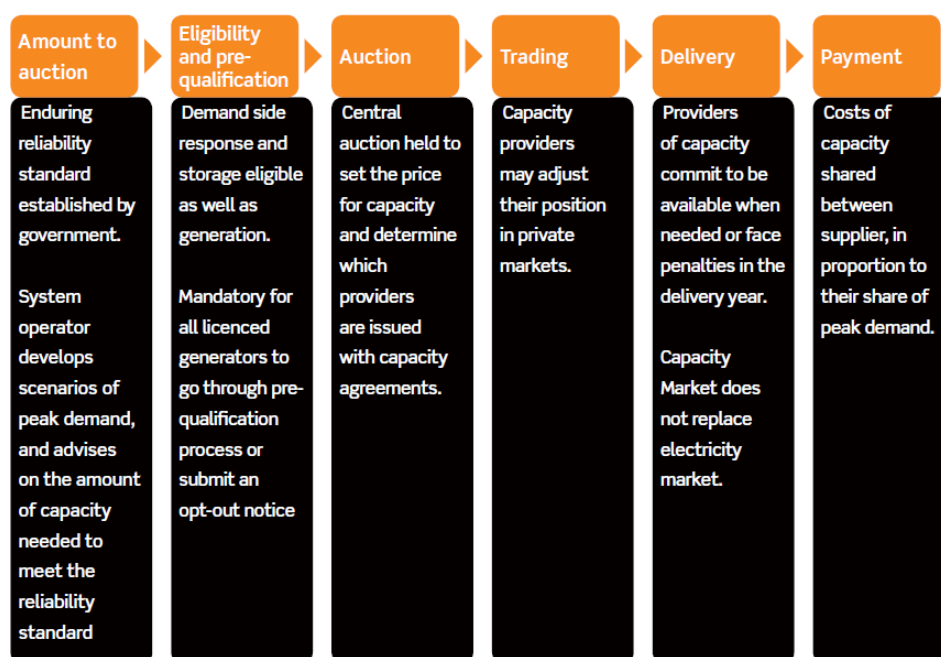 Amount to
auction
Enduring
reliability
standard
established by
government.
System
operator
develops
scenarios of
peak demand,
and advises
on the amount
of capacity
needed to
meet the
reliability
standard
Eligibility
and pre-
qualification
Demand side
response and
storage eligible
as well as
generation.
Mandatory for
all licenced
generators to
go through pre-
qualification
process or
submit an
opt-out notice
Auction
Central
auction held to
set the price
for capacity
and determine
which
providers
are issued
with capacity
agreements.
Trading
Capacity
providers
may adjust
their position
in private
markets.
Delivery
Providers
of capacity
commit to be
available when
needed or face
penalties in the
delivery year.
Capacity
Market does
not replace
electricity
market.
Payment
Costs of
capacity
shared
between
supplier, in
proportion to
their share of
peak demand.